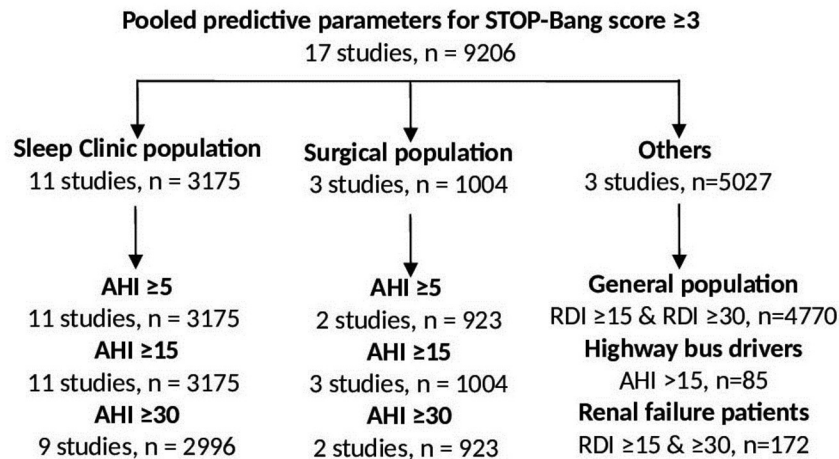 Pooled predictive parameters for STOP-Bang score ≥3
17 studies, n = 9206
Sleep Clinic population
11 studies, n = 3175
Surgical population
3 studies, n = 1004
Others
3 studies, n=5027
AHI ≥5
11 studies, n = 3175
AHI ≥15
11 studies, n = 3175
AHI ≥30
9 studies, n = 2996
AHI ≥5
2 studies, n = 923
AHI ≥15
3 studies, n = 1004
AHI ≥30
2 studies, n = 923
General population
RDI ≥15 & RDI ≥30, n=4770
Highway bus drivers
AHI >15, n=85
Renal failure patients
RDI ≥15 & ≥30, n=172